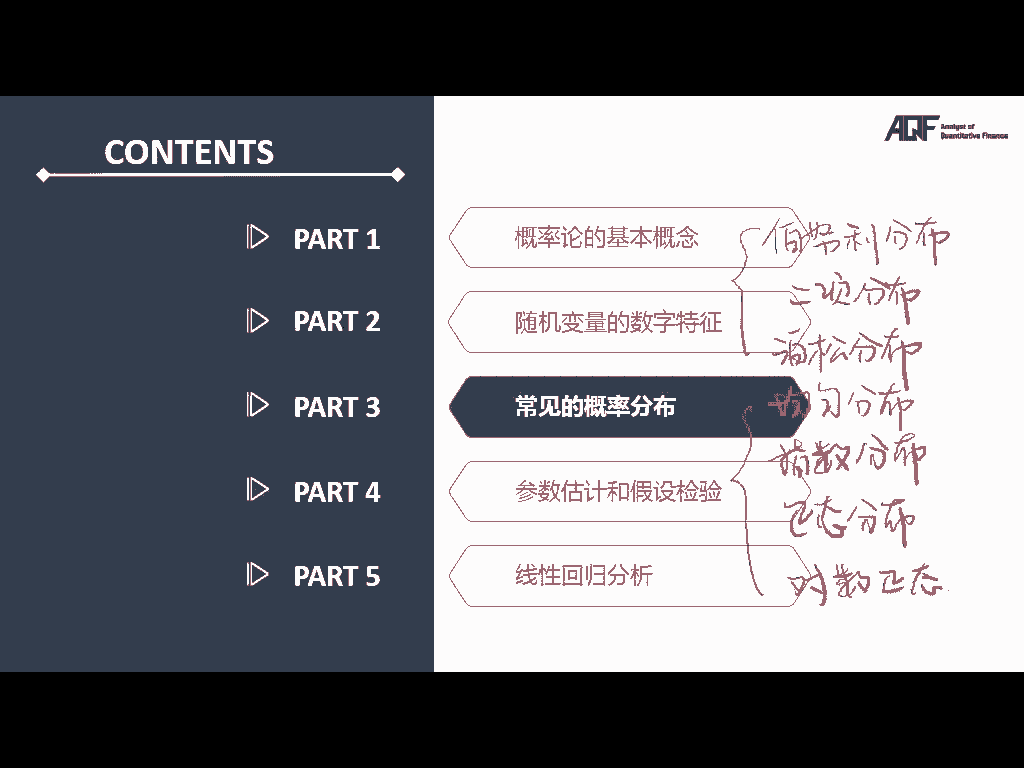 AQF Analyst of
Quantitative Finance
CONTENTS
PART 1 概率论的基本概念
PART 2 随机变量的数字特征
PART 3 常见的概率分布
PART 4 参数估计和假设检验
PART 5 线性回归分析
伯努利分布
二项分布
泊松分布
均匀分布
指数分布
正态分布
对数正态